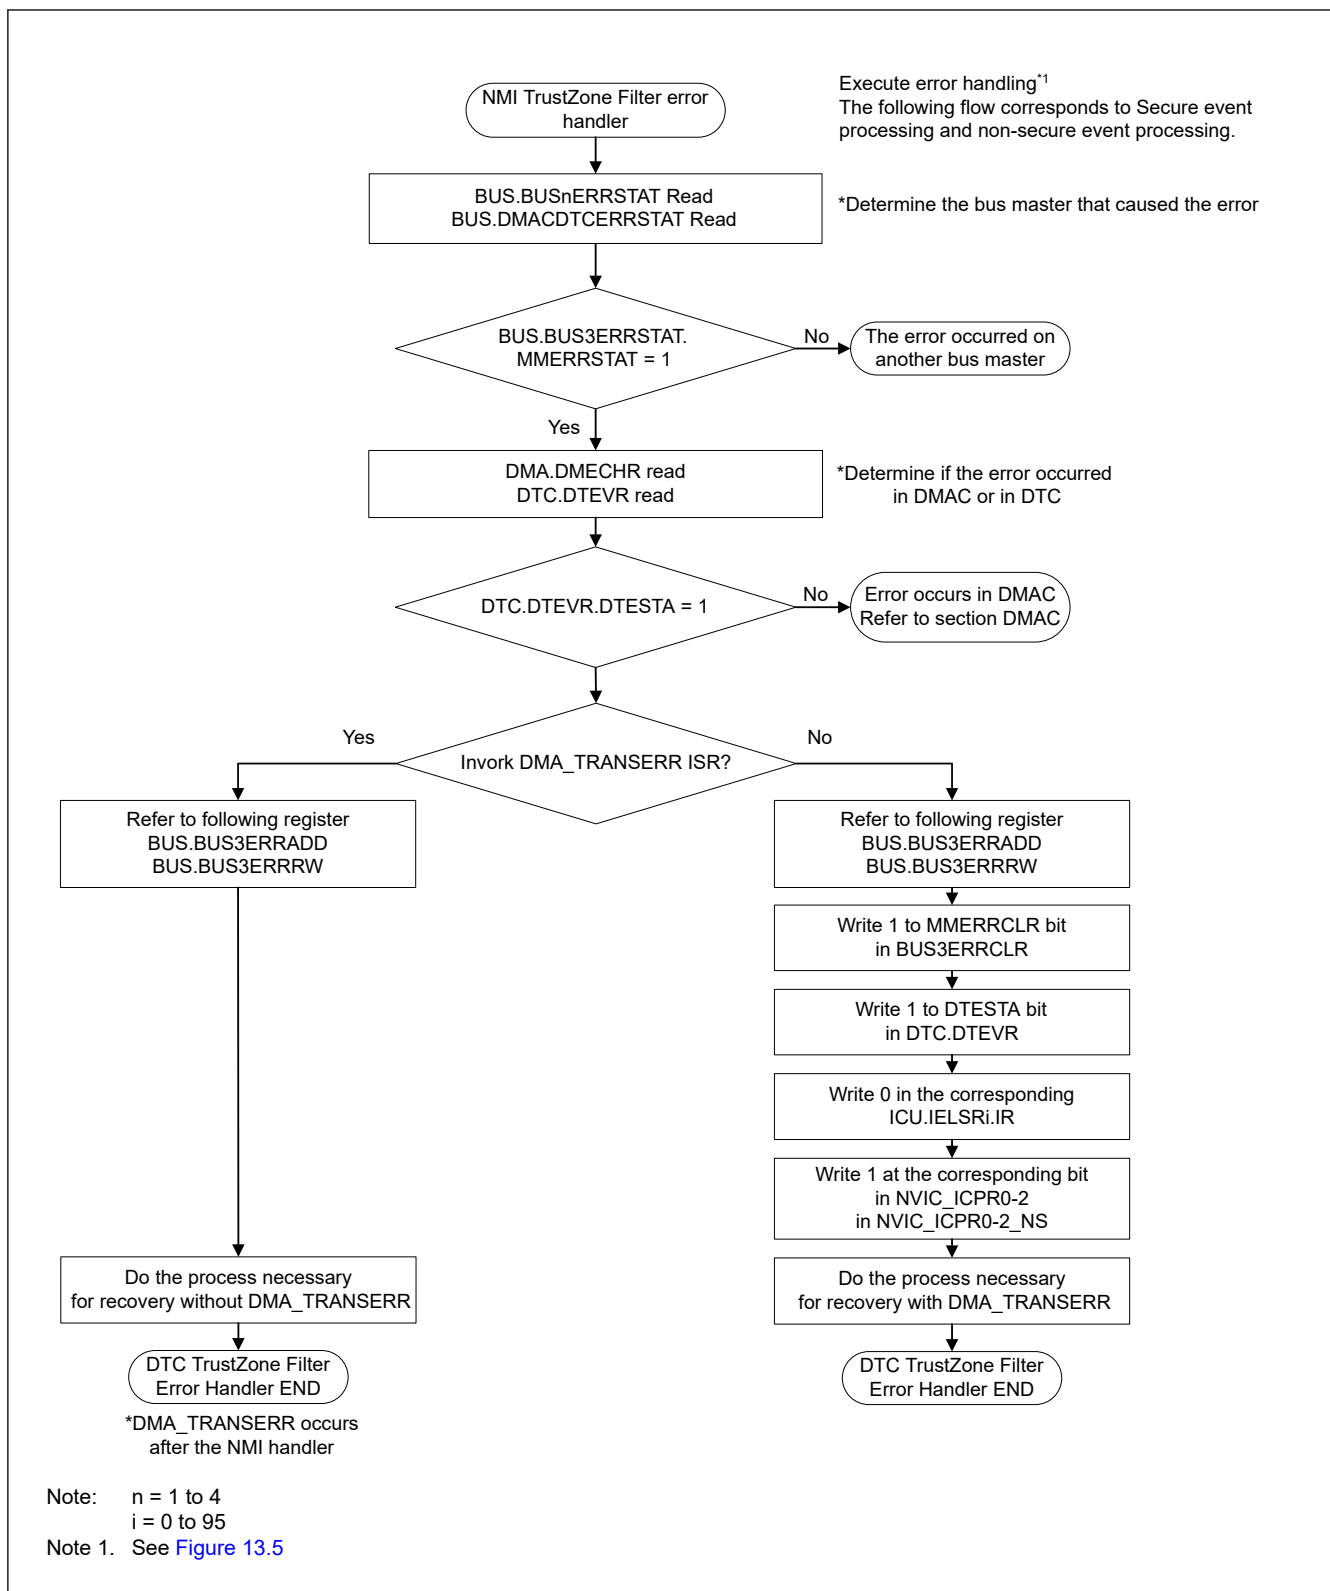 NMI TrustZone Filter error
handler
Execute error handling*1
The following flow corresponds to Secure event
processing and non-secure event processing.
BUS.BUSnERRSTAT Read
BUS.DMACDTCERRSTAT Read
*Determine the bus master that caused the error
BUS.BUS3ERRSTAT.
MMERRSTAT = 1
No
The error occurred on
another bus master
Yes
DMA.DMECHR read
DTC.DTEVR read
*Determine if the error occurred
in DMAC or in DTC
DTC.DTEVR.DTESTA = 1
No
Error occurs in DMAC
Refer to section DMAC
Yes
Invork DMA_TRANSERR ISR?
No
Refer to following register
BUS.BUS3ERRADD
BUS.BUS3ERRRW
Refer to following register
BUS.BUS3ERRADD
BUS.BUS3ERRRW
Write 1 to MMERRCLR bit
in BUS3ERRCLR
Write 1 to DTESTA bit
in DTC.DTEVR
Write 0 in the corresponding
ICU.IELSRi.IR
Write 1 at the corresponding bit
in NVIC_ICPR0-2
in NVIC_ICPR0-2_NS
Do the process necessary
for recovery without DMA_TRANSERR
Do the process necessary
for recovery with DMA_TRANSERR
DTC TrustZone Filter
Error Handler END
DTC TrustZone Filter
Error Handler END
*DMA_TRANSERR occurs
after the NMI handler
Note: n = 1 to 4
i = 0 to 95
Note 1. See Figure 13.5